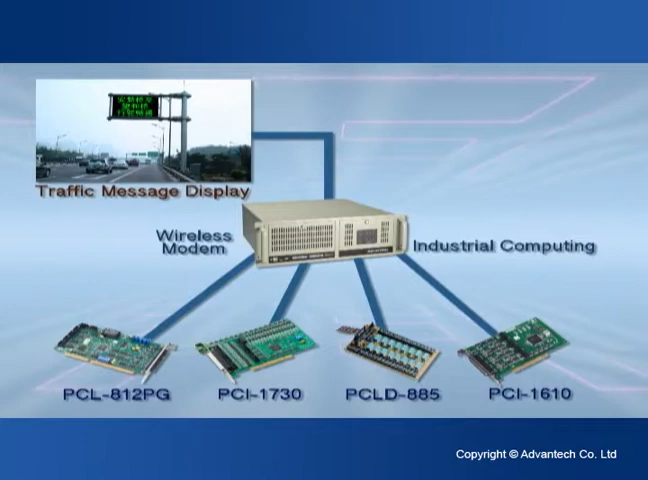 Traffic Message Display
Wireless
Modem
Industrial Computing
PCL-812PG
PCI-1730
PCLD-885
PCI-1610
Copyright © Advantech Co. Ltd